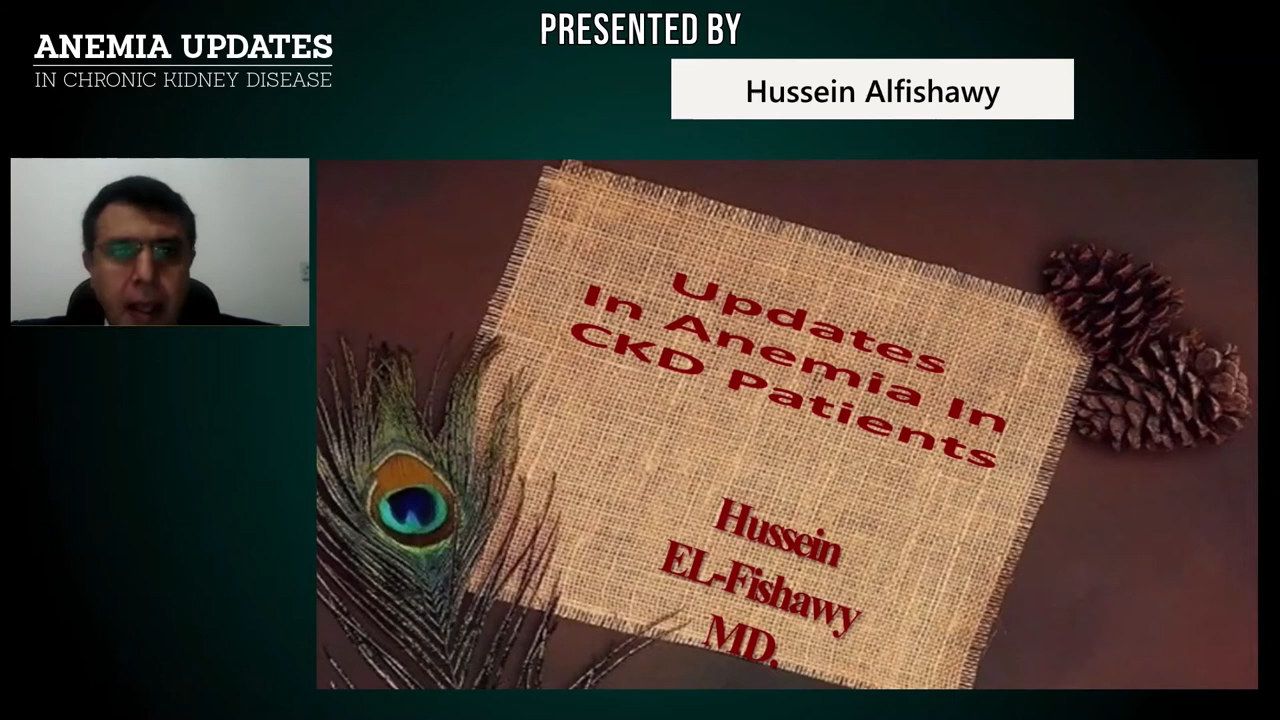 PRESENTED BY
ANEMIA UPDATES
IN CHRONIC KIDNEY DISEASE
Hussein Alfishawy
Updates
In Anemia In
CKD Patients
Hussein
EL-Fishawy
MD,